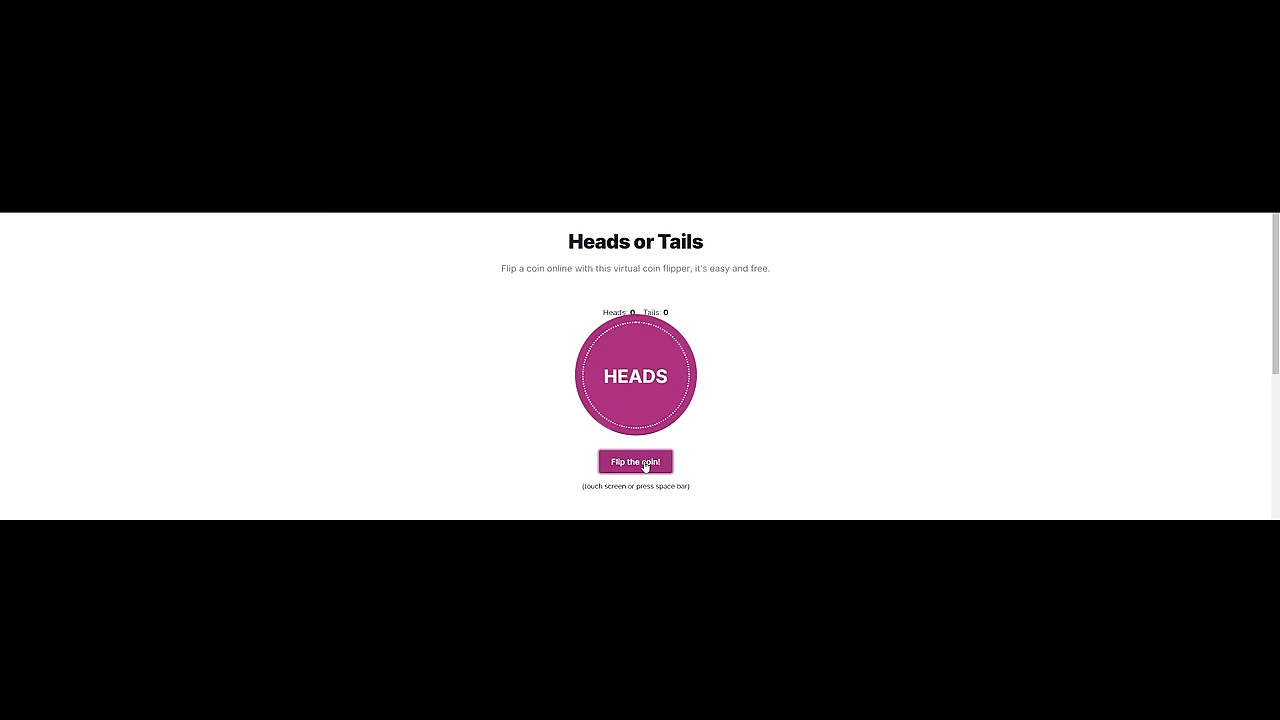 Heads or Tails
Flip a coin online with this virtual coin flipper, it's easy and free.
Heads: 0 Tails: 0
HEADS
Flip the coin!
(touch screen or press space bar)